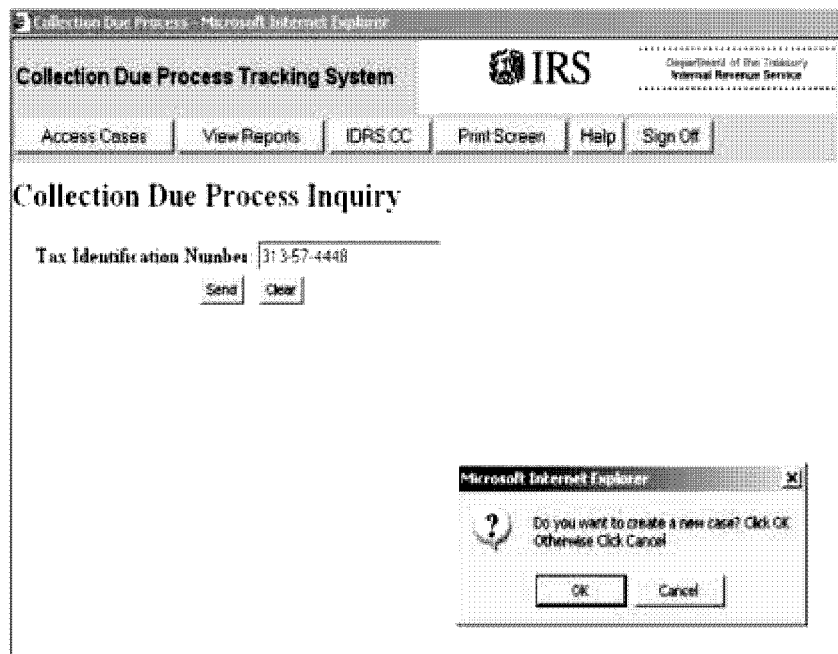 Collection Due Process - Microsoft Internet Explorer
Collection Due Process Tracking System
IRS
Department of the Treasury
Internal Revenue Service
Access Cases View Reports IDRS CC Print Screen Help Sign Off
Collection Due Process Inquiry
Tax Identification Number: 313-57-4448
Send Clear
Microsoft Internet Explorer
Do you want to create a new case? Click OK
Otherwise Click Cancel
OK Cancel